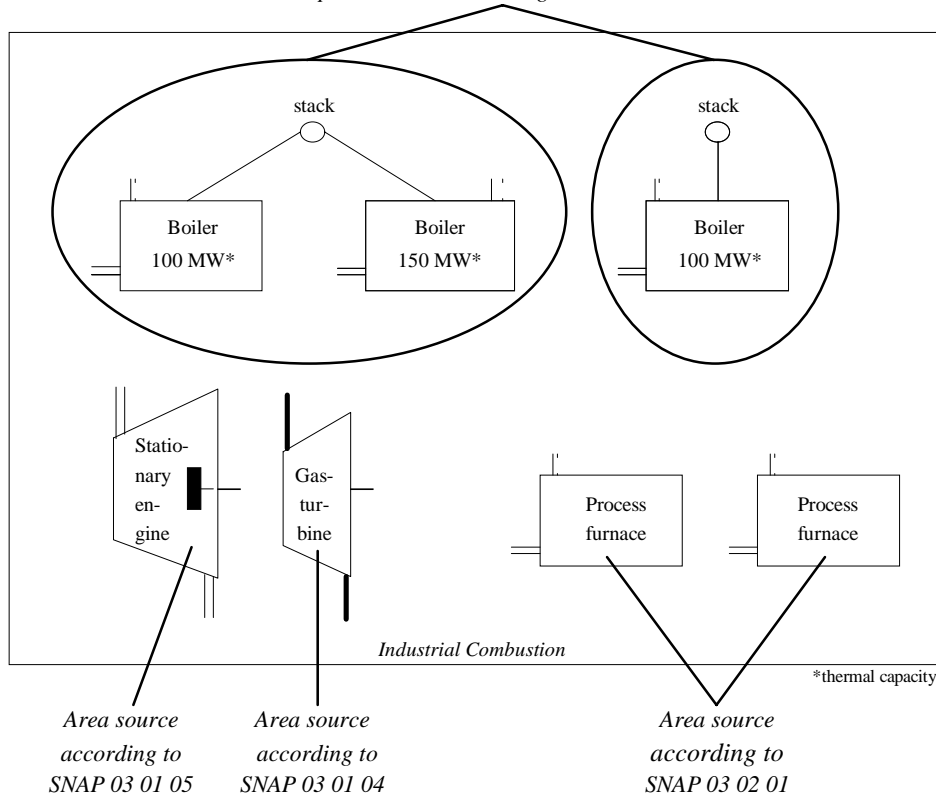 stack
stack
Boiler
100 MW*
Boiler
150 MW*
Boiler
100 MW*
Statio-
nary
en-
gine
Gas-
tur-
bine
Process
furnace
Process
furnace
Industrial Combustion
*thermal capacity
Area source
according to
SNAP 03 01 05
Area source
according to
SNAP 03 01 04
Area source
according to
SNAP 03 02 01